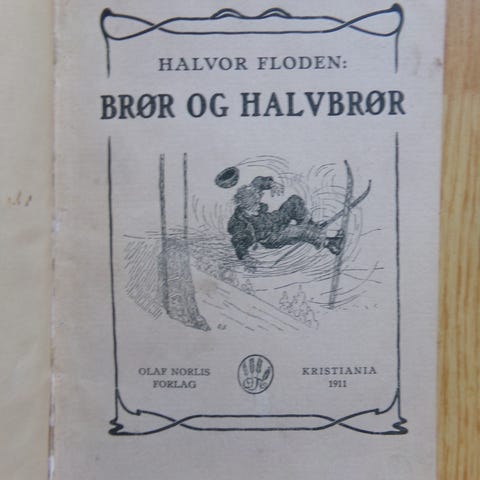 HALVOR FLODEN:
BRØR OG HALVBRØR
OLAF NORLIS
FORLAG
KRISTIANIA
1911